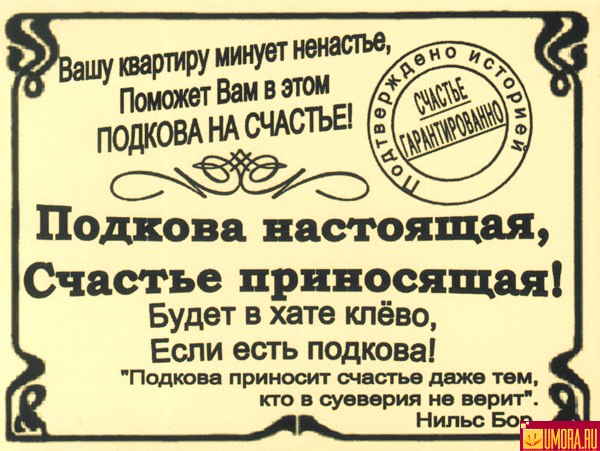 Вашу квартиру минует ненастье,
Поможет Вам в этом
ПОДКОВА НА СЧАСТЬЕ!
Подтверждено историей
СЧАСТЬЕ
ГАРАНТИРОВАННО
Подкова настоящая,
Счастье приносящая!
Будет в хате клёво,
Если есть подкова!
"Подкова приносит счастье даже тем,
кто в суеверия не верит".
Нильс Бор
UMORA.RU